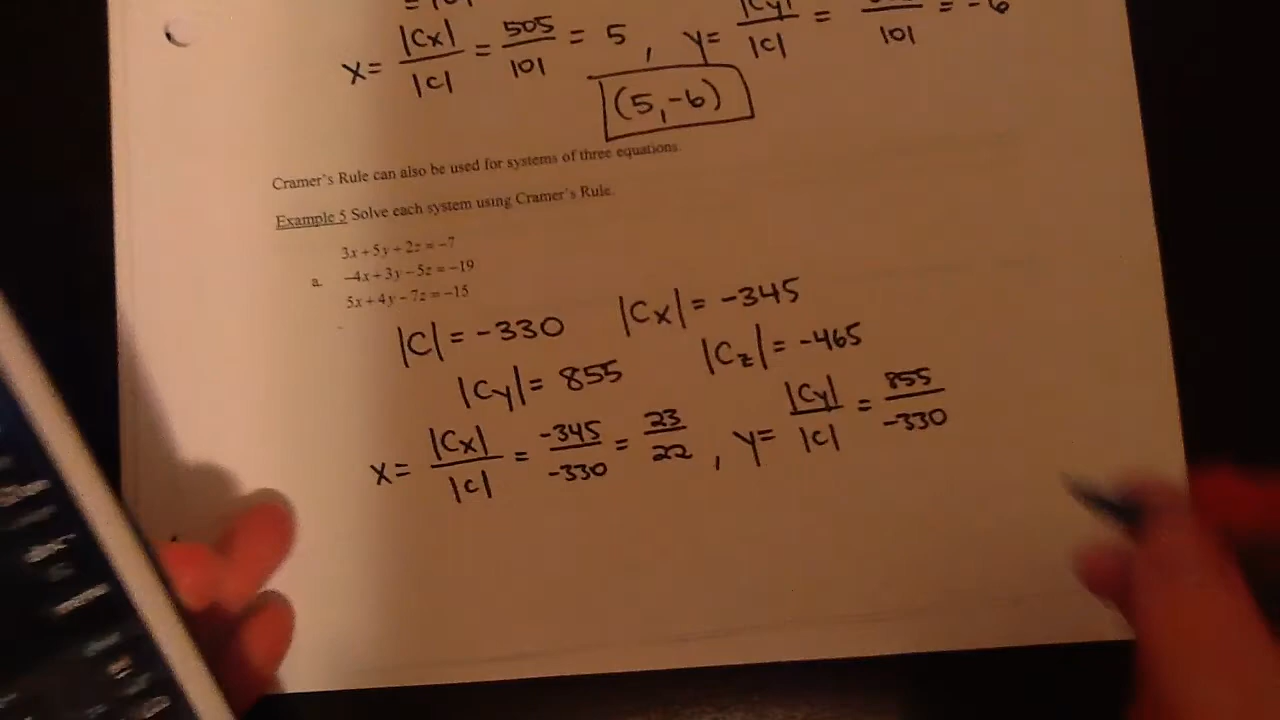 x= |Cx| / |C| = 505 / 101 = 5 , y= |Cy| / |C| = / 101 = -6
(5,-6)
Cramer's Rule can also be used for systems of three equations.
Example 5 Solve each system using Cramer's Rule.
3x + 5y + 2z = -7
a. -4x + 3y - 5z = -19
5x + 4y - 7z = -15
|C| = -330 |Cx| = -345
|Cy| = 855 |Cz| = -465
x= |Cx| / |C| = -345 / -330 = 23 / 22 , y= |Cy| / |C| = 855 / -330